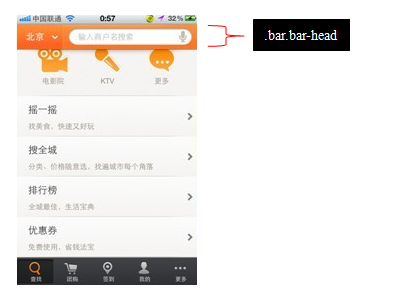 中国联通 0:57 32%
北京 输入商户名搜索
.bar.bar-head
电影院 KTV 更多
摇一摇
找美食，快速又好玩
搜全城
分类、价格随意选，找遍城市每个角落
排行榜
全城最佳，生活宝典
优惠券
免费使用，省钱法宝
查找 团购 签到 我的 更多